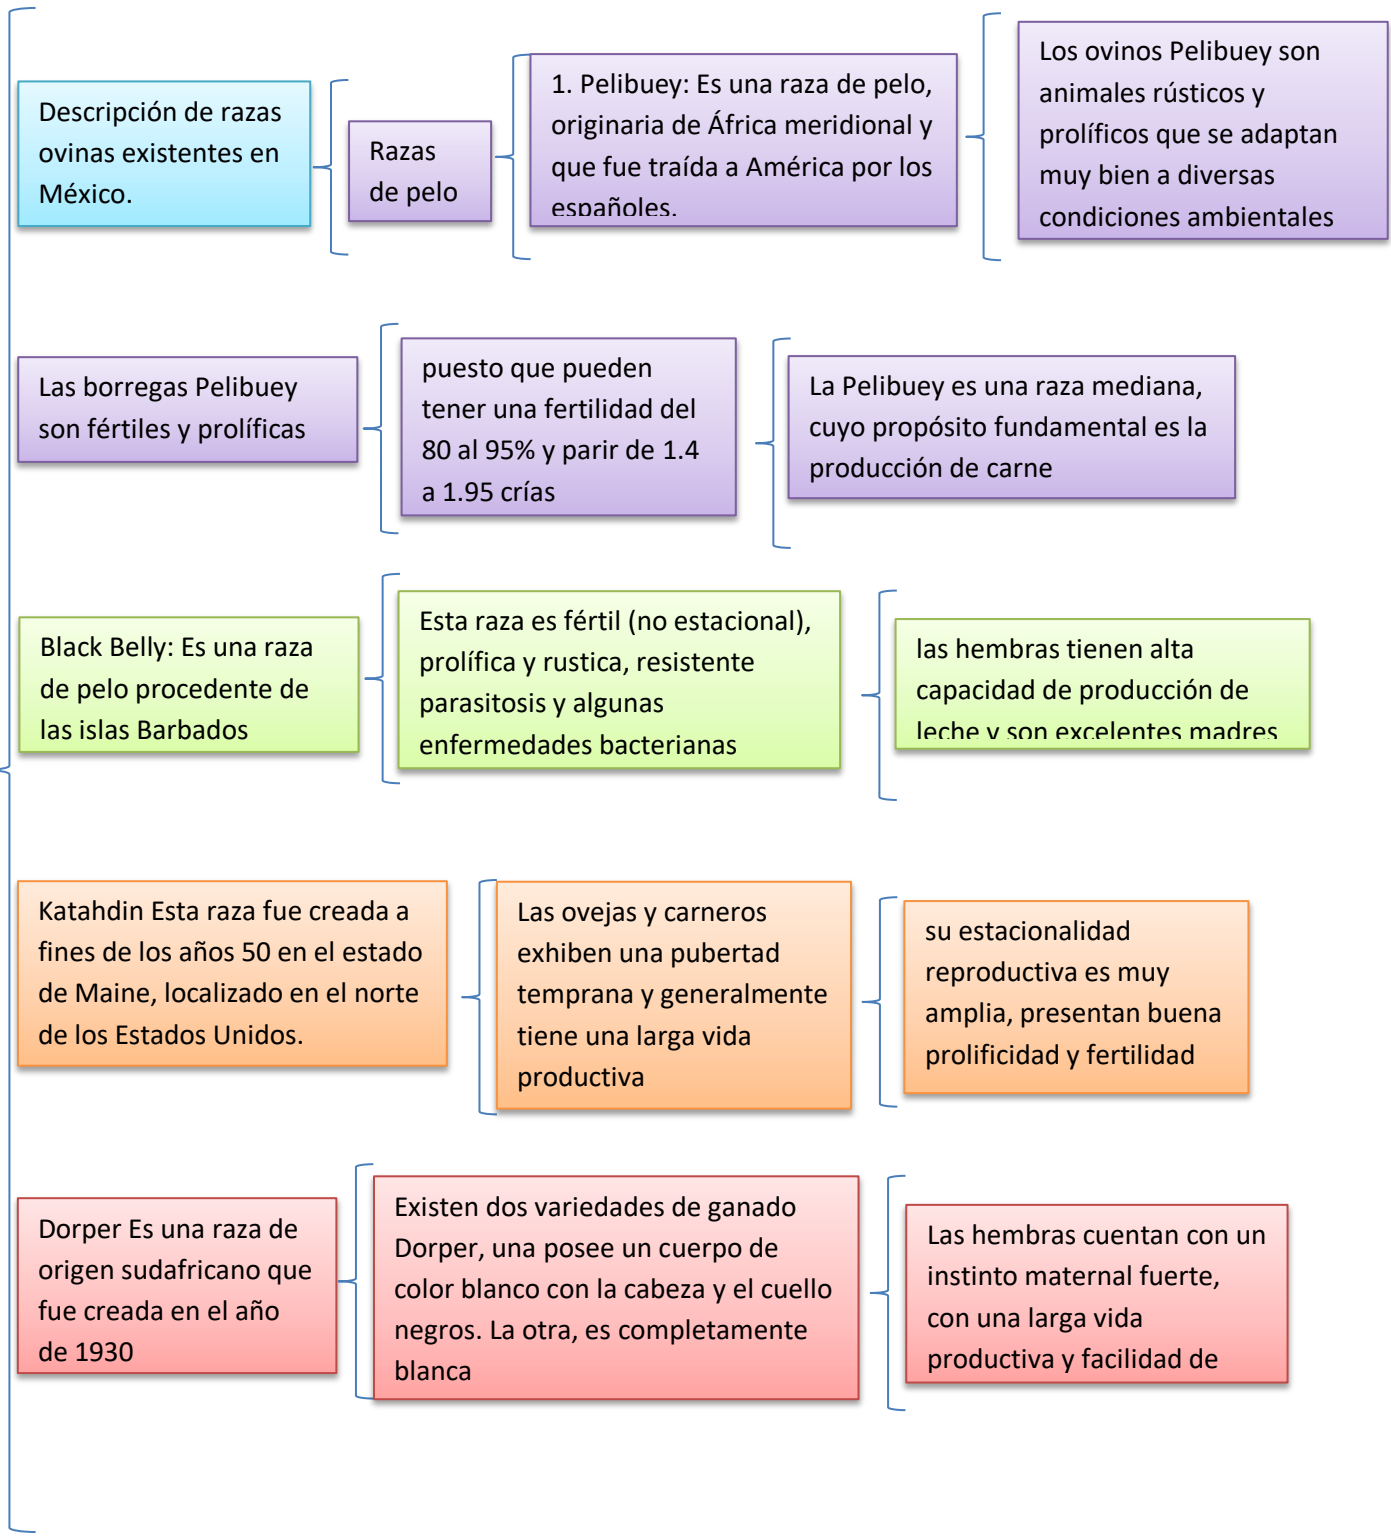 Descripción de razas
ovinas existentes en
México.
Razas
de pelo
1. Pelibuey: Es una raza de pelo,
originaria de África meridional y
que fue traída a América por los
españoles.
Los ovinos Pelibuey son
animales rústicos y
prolíficos que se adaptan
muy bien a diversas
condiciones ambientales
Las borregas Pelibuey
son fértiles y prolíficas
puesto que pueden
tener una fertilidad del
80 al 95% y parir de 1.4
a 1.95 crías
La Pelibuey es una raza mediana,
cuyo propósito fundamental es la
producción de carne
Black Belly: Es una raza
de pelo procedente de
las islas Barbados
Esta raza es fértil (no estacional),
prolífica y rustica, resistente
parasitosis y algunas
enfermedades bacterianas
las hembras tienen alta
capacidad de producción de
leche y son excelentes madres
Katahdin Esta raza fue creada a
fines de los años 50 en el estado
de Maine, localizado en el norte
de los Estados Unidos.
Las ovejas y carneros
exhiben una pubertad
temprana y generalmente
tiene una larga vida
productiva
su estacionalidad
reproductiva es muy
amplia, presentan buena
prolificidad y fertilidad
Dorper Es una raza de
origen sudafricano que
fue creada en el año
de 1930
Existen dos variedades de ganado
Dorper, una posee un cuerpo de
color blanco con la cabeza y el cuello
negros. La otra, es completamente
blanca
Las hembras cuentan con un
instinto maternal fuerte,
con una larga vida
productiva y facilidad de